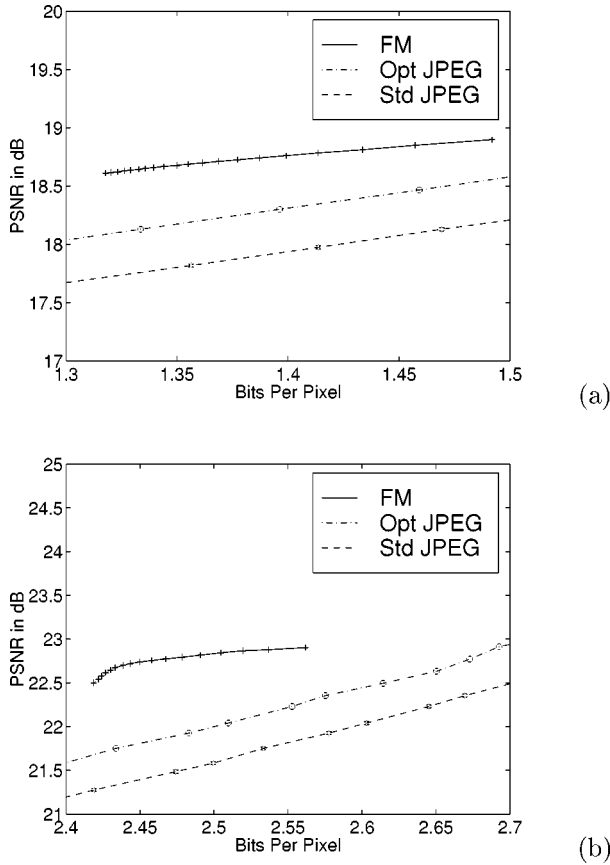 20
19.5
19
18.5
18
17.5
17
PSNR in dB
FM
Opt JPEG
Std JPEG
1.3 1.35 1.4 1.45 1.5
Bits Per Pixel
(a)
25
24.5
24
23.5
23
22.5
22
21.5
21
PSNR in dB
FM
Opt JPEG
Std JPEG
2.4 2.45 2.5 2.55 2.6 2.65 2.7
Bits Per Pixel
(b)